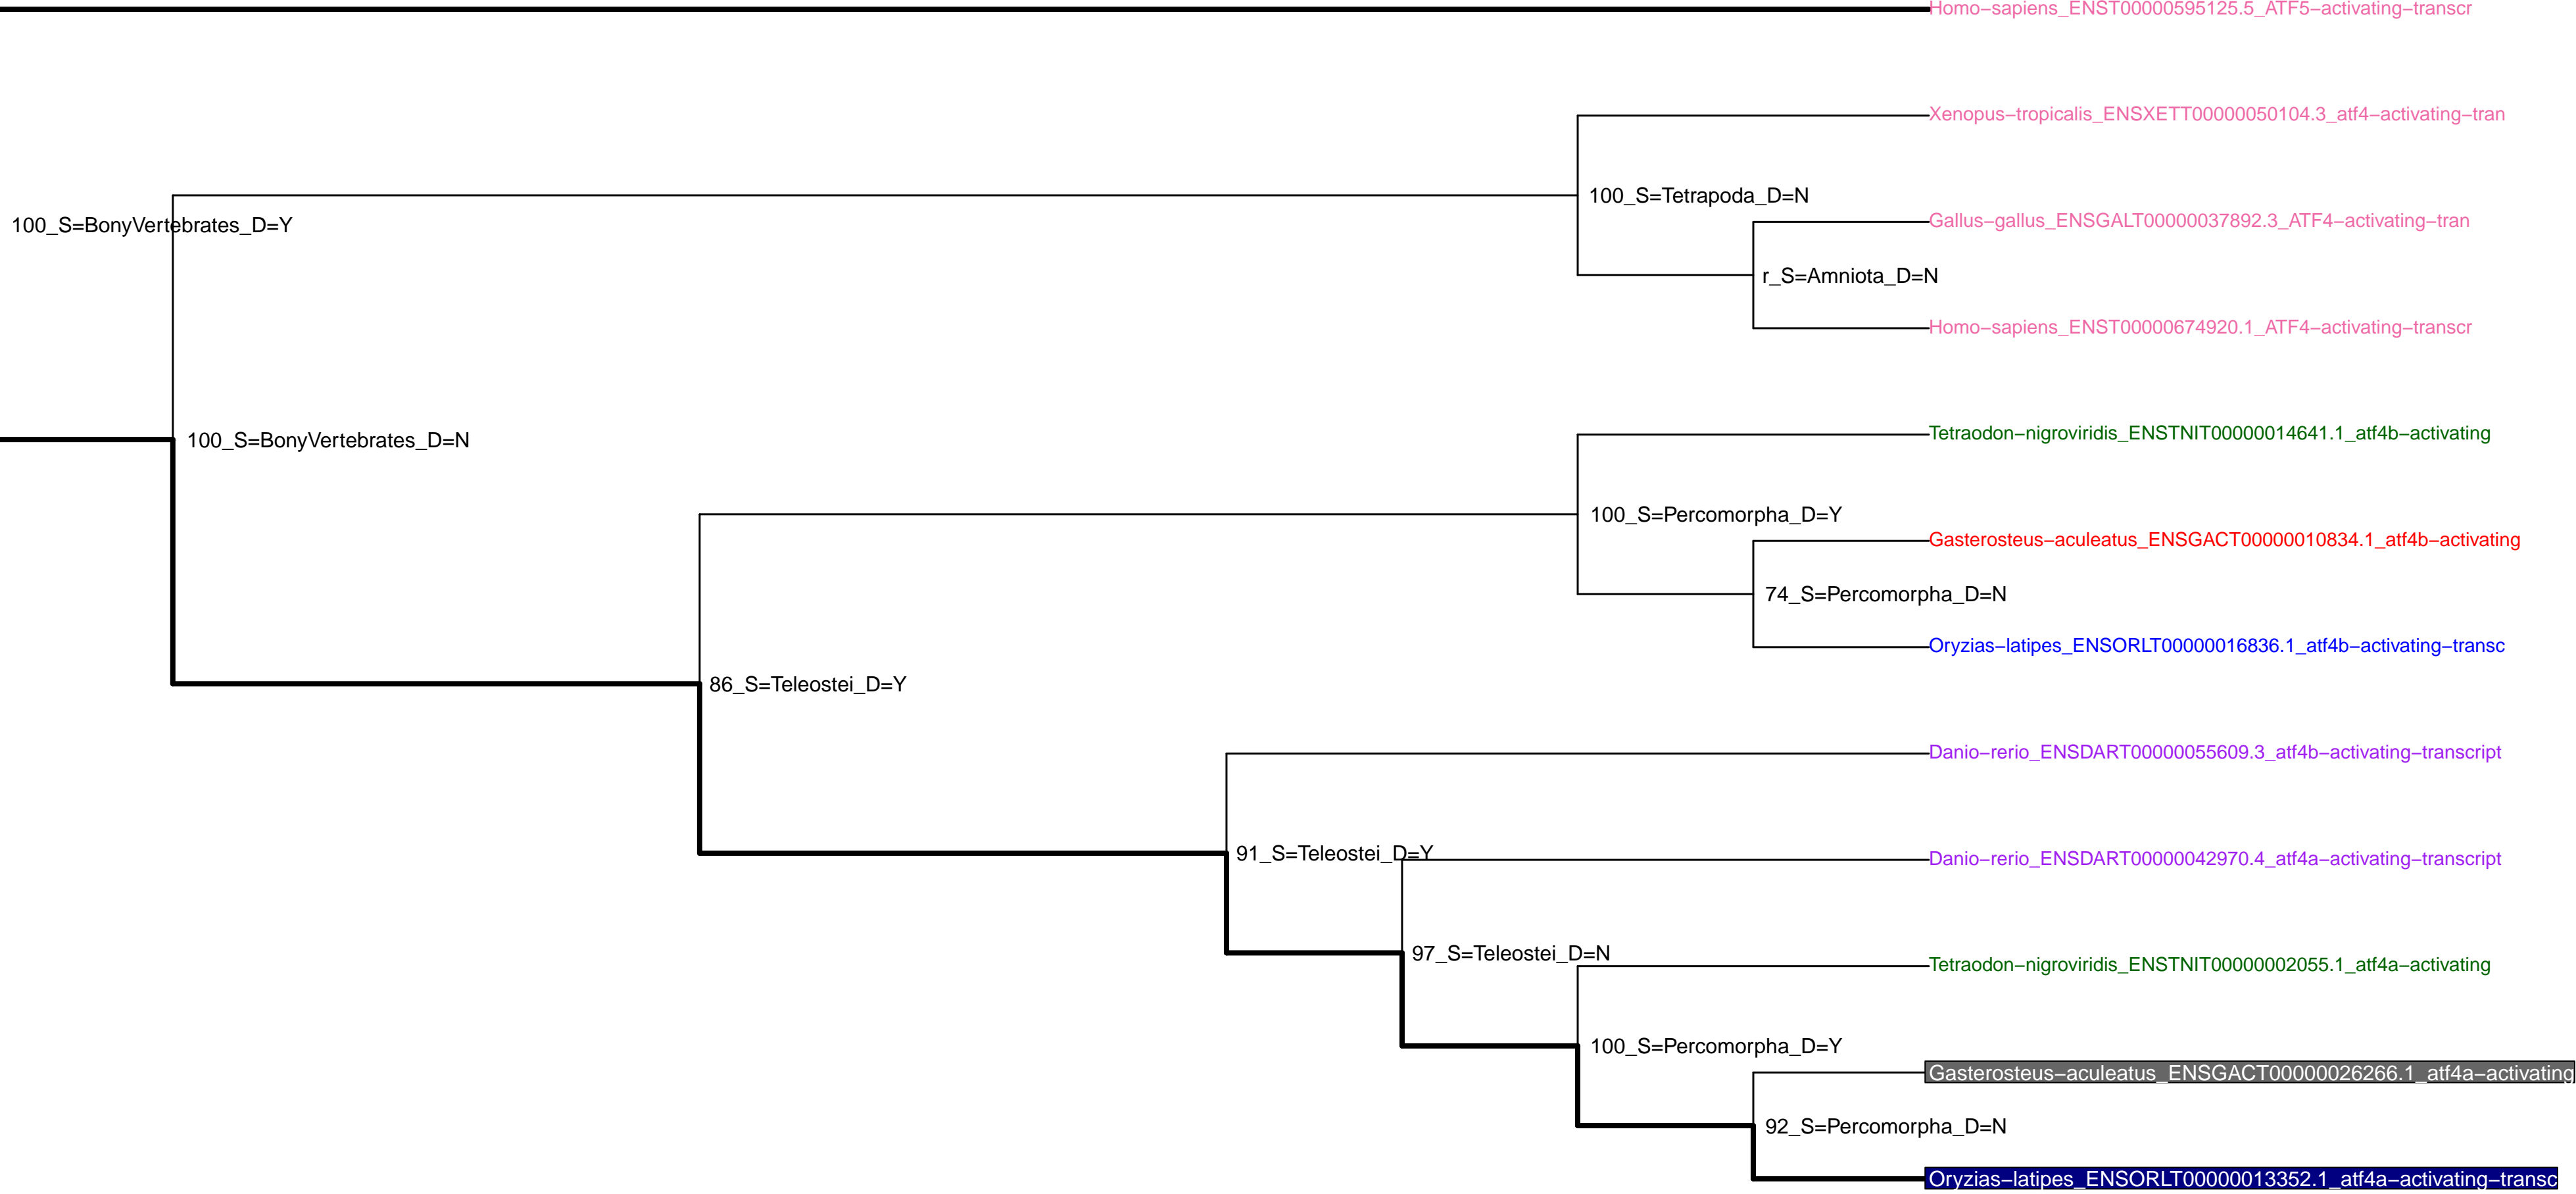 Homo−sapiens_ENST00000595125.5_ATF5−activating−transcr
Xenopus−tropicalis_ENSXETT00000050104.3_atf4−activating−tran
100_S=Tetrapoda_D=N
Gallus−gallus_ENSGALT00000037892.3_ATF4−activating−tran
100_S=BonyVertebrates_D=Y
r_S=Amniota_D=N
Homo−sapiens_ENST00000674920.1_ATF4−activating−transcr
Tetraodon−nigroviridis_ENSTNIT00000014641.1_atf4b−activating
100_S=BonyVertebrates_D=N
100_S=Percomorpha_D=Y
Gasterosteus−aculeatus_ENSGACT00000010834.1_atf4b−activating
74_S=Percomorpha_D=N
Oryzias−latipes_ENSORLT00000016836.1_atf4b−activating−transc
86_S=Teleostei_D=Y
Danio−rerio_ENSDART00000055609.3_atf4b−activating−transcript
91_S=Teleostei_D=Y
Danio−rerio_ENSDART00000042970.4_atf4a−activating−transcript
97_S=Teleostei_D=N
Tetraodon−nigroviridis_ENSTNIT00000002055.1_atf4a−activating
100_S=Percomorpha_D=Y
Gasterosteus−aculeatus_ENSGACT00000026266.1_atf4a−activating
92_S=Percomorpha_D=N
Oryzias−latipes_ENSORLT00000013352.1_atf4a−activating−transc